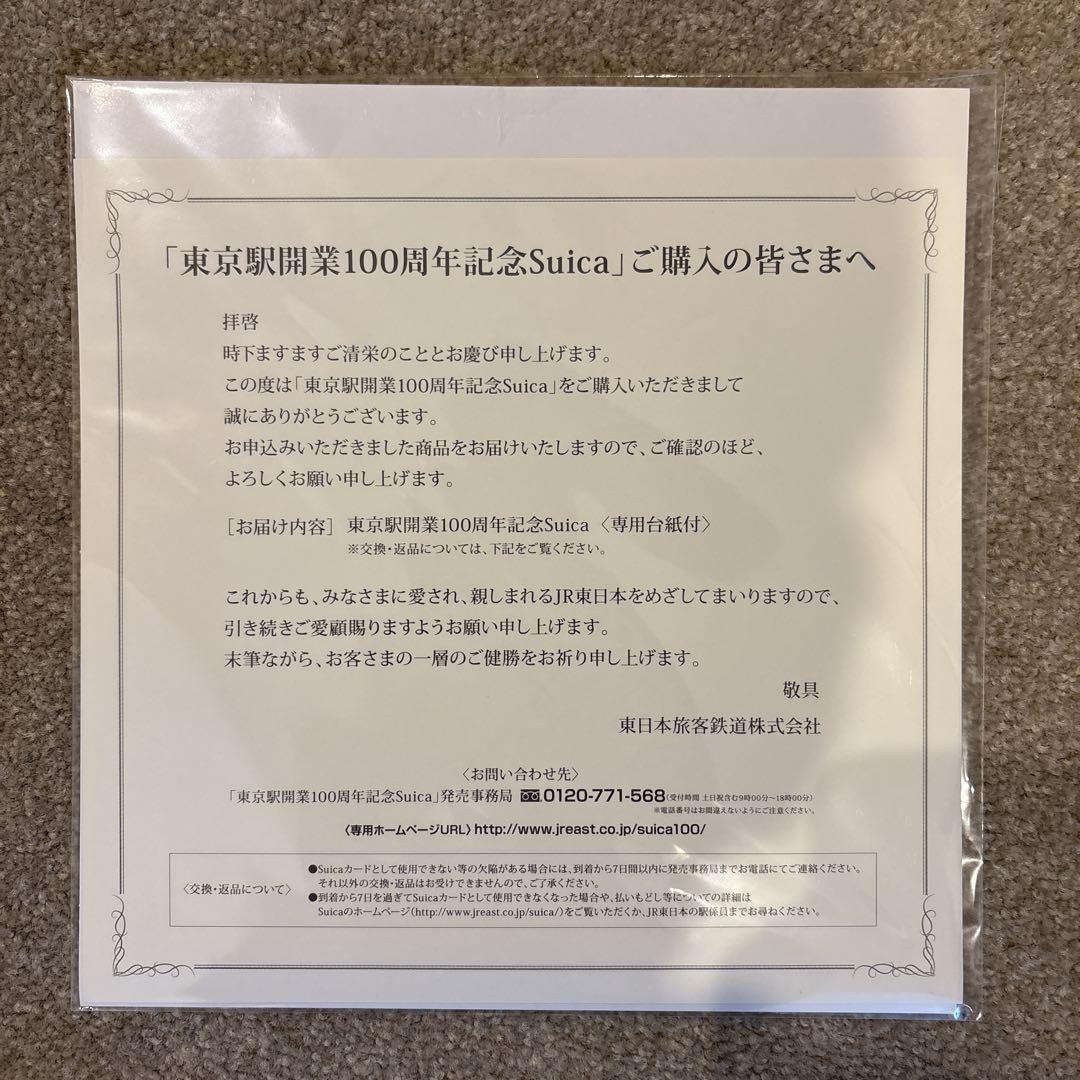 「東京駅開業100周年記念Suica」ご購入の皆さまへ
拝啓
時下ますますご清栄のこととお慶び申し上げます。
この度は「東京駅開業100周年記念Suica」をご購入いただきまして
誠にありがとうございます。
お申込みいただきました商品をお届けいたしますので、ご確認のほど、
よろしくお願い申し上げます。
[お届け内容] 東京駅開業100周年記念Suica 〈専用台紙付〉
※交換・返品については、下記をご覧ください。
これからも、みなさまに愛され、親しまれるJR東日本をめざしてまいりますので、
引き続きご愛顧賜りますようお願い申し上げます。
末筆ながら、お客さまの一層のご健勝をお祈り申し上げます。
敬具
東日本旅客鉄道株式会社
〈お問い合わせ先〉
「東京駅開業100周年記念Suica」発売事務局 0120-771-568(受付時間 土日祝含む9時00分～18時00分)
※電話番号はお間違えないようにご注意ください。
〈専用ホームページURL〉http://www.jreast.co.jp/suica100/
〈交換・返品について〉
●Suicaカードとして使用できない等の欠陥がある場合には、到着から7日間以内に発売事務局までお電話にてご連絡ください。
それ以外の交換・返品はお受けできませんので、ご了承ください。
●到着から7日を過ぎてSuicaカードとして使用できなくなった場合や、払いもどし等についての詳細は
Suicaのホームページ(http://www.jreast.co.jp/suica/)をご覧いただくか、JR東日本の駅係員までお尋ねください。